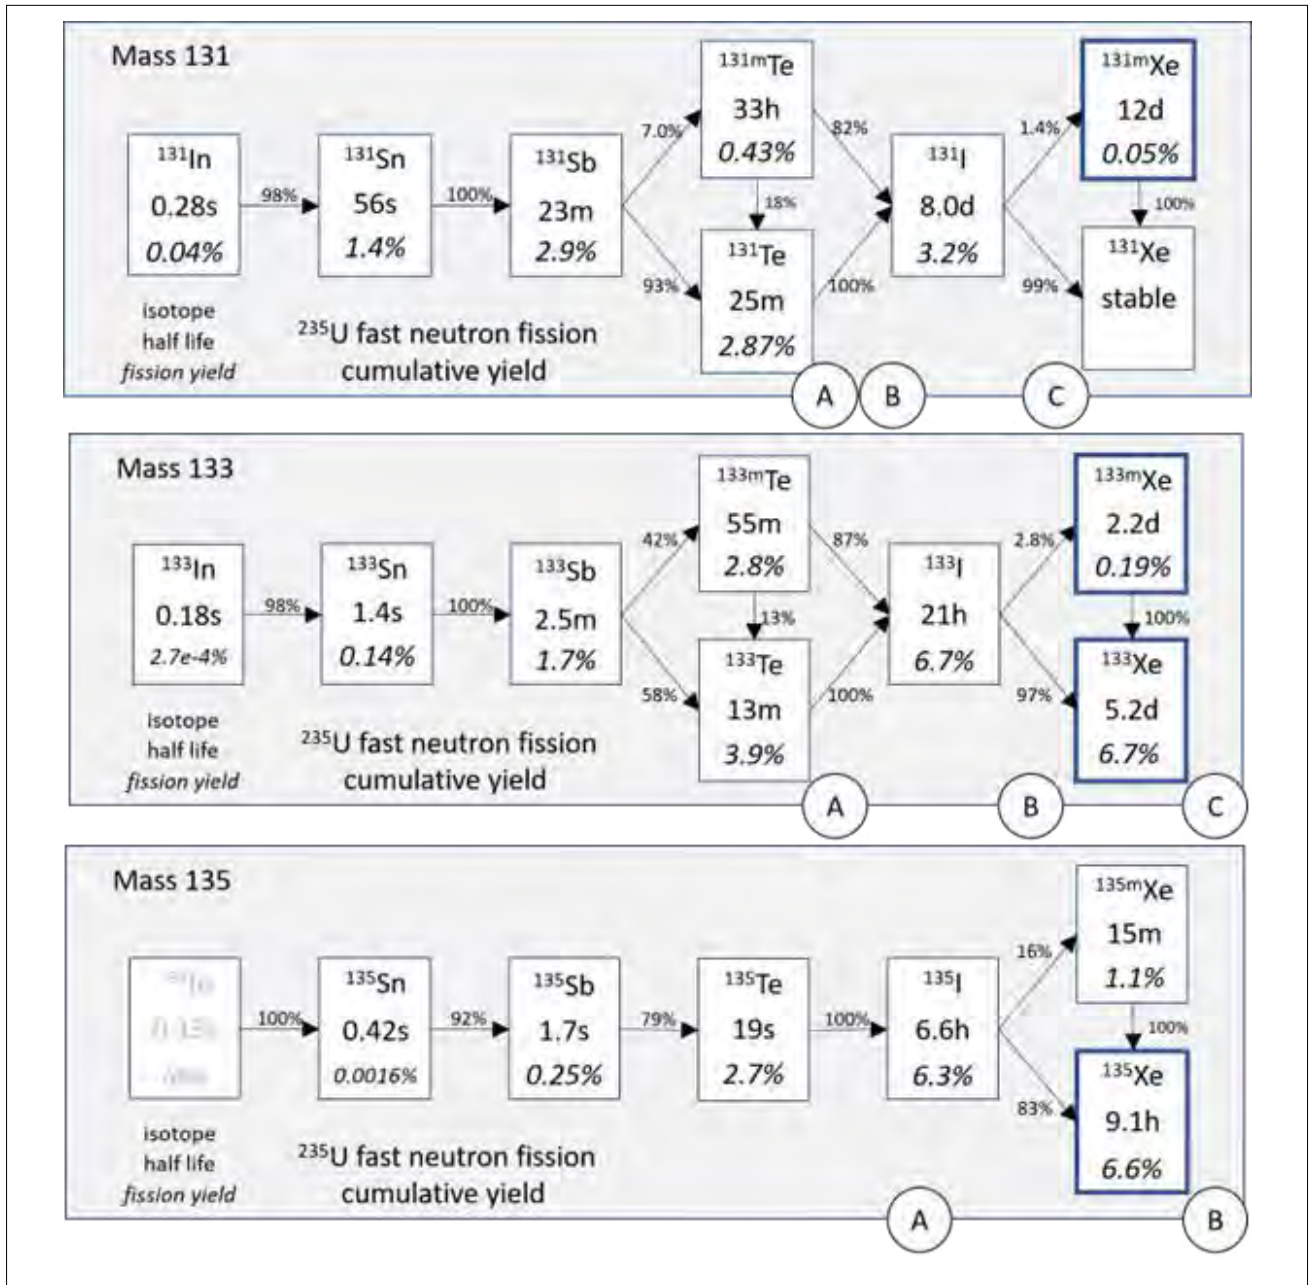 Mass 131
131mTe
33h
0.43%
131mXe
12d
0.05%
7.0%
82%
1.4%
131In
0.28s
0.04%
98%
131Sn
56s
1.4%
100%
131Sb
23m
2.9%
18%
131I
8.0d
3.2%
100%
93%
131Te
25m
2.87%
100%
99%
131Xe
stable
isotope
half life
fission yield
235U fast neutron fission
cumulative yield
A
B
C
Mass 133
133mTe
55m
2.8%
133mXe
2.2d
0.19%
42%
87%
2.8%
133In
0.18s
2.7e-4%
98%
133Sn
1.4s
0.14%
100%
133Sb
2.5m
1.7%
13%
133I
21h
6.7%
100%
58%
133Te
13m
3.9%
100%
97%
133Xe
5.2d
6.7%
isotope
half life
fission yield
235U fast neutron fission
cumulative yield
A
B
C
Mass 135
135mXe
15m
1.1%
16%
100%
135Sn
0.42s
0.0016%
92%
135Sb
1.7s
0.25%
79%
135Te
19s
2.7%
100%
135I
6.6h
6.3%
100%
83%
135Xe
9.1h
6.6%
isotope
half life
fission yield
235U fast neutron fission
cumulative yield
A
B